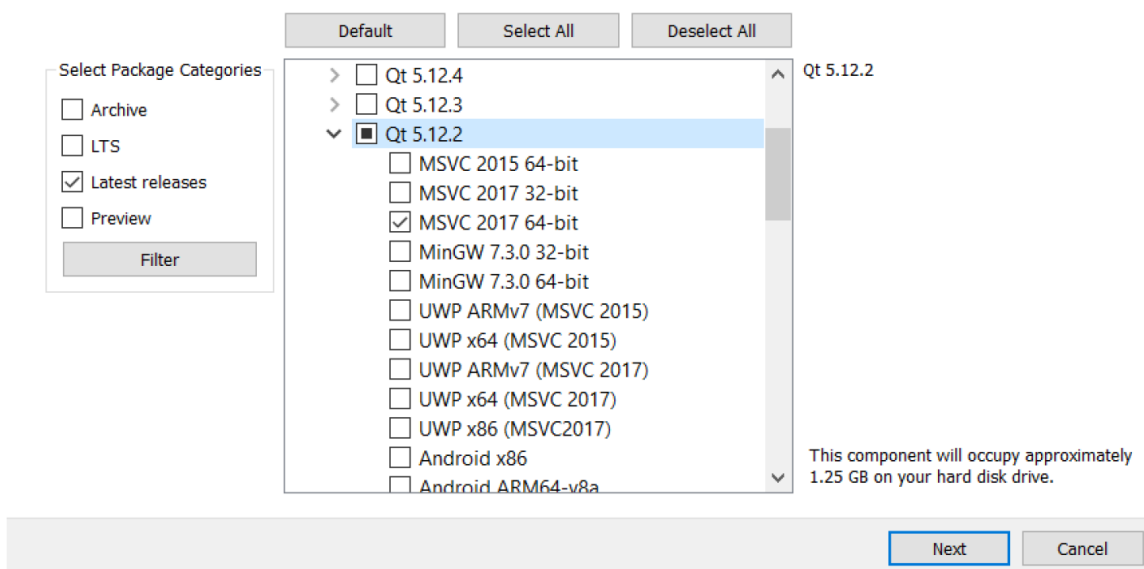 Default
Select All
Deselect All
Select Package Categories
Archive
LTS
Latest releases
Preview
Filter
Qt 5.12.4
Qt 5.12.3
Qt 5.12.2
MSVC 2015 64-bit
MSVC 2017 32-bit
MSVC 2017 64-bit
MinGW 7.3.0 32-bit
MinGW 7.3.0 64-bit
UWP ARMv7 (MSVC 2015)
UWP x64 (MSVC 2015)
UWP ARMv7 (MSVC 2017)
UWP x64 (MSVC 2017)
UWP x86 (MSVC2017)
Android x86
Android ARM64-v8a
Qt 5.12.2
This component will occupy approximately
1.25 GB on your hard disk drive.
Next
Cancel